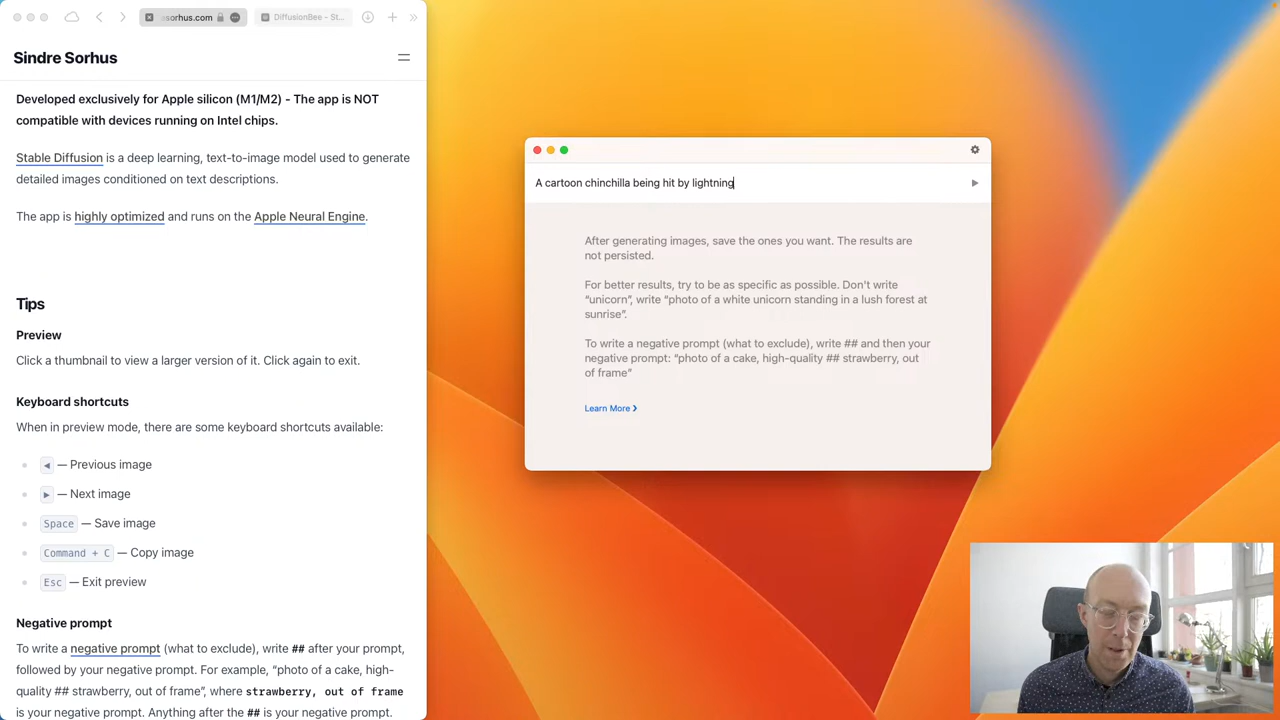 sorhus.com
DiffusionBee - St...
Sindre Sorhus
Developed exclusively for Apple silicon (M1/M2) - The app is NOT
compatible with devices running on Intel chips.
Stable Diffusion is a deep learning, text-to-image model used to generate
detailed images conditioned on text descriptions.
The app is highly optimized and runs on the Apple Neural Engine.
Tips
Preview
Click a thumbnail to view a larger version of it. Click again to exit.
Keyboard shortcuts
When in preview mode, there are some keyboard shortcuts available:
◀ — Previous image
▶ — Next image
Space — Save image
Command + C — Copy image
Esc — Exit preview
Negative prompt
To write a negative prompt (what to exclude), write ## after your prompt,
followed by your negative prompt. For example, “photo of a cake, high-
quality ## strawberry, out of frame”, where strawberry, out of frame
is your negative prompt. Anything after the ## is your negative prompt.
A cartoon chinchilla being hit by lightning
After generating images, save the ones you want. The results are
not persisted.
For better results, try to be as specific as possible. Don't write
“unicorn”, write “photo of a white unicorn standing in a lush forest at
sunrise”.
To write a negative prompt (what to exclude), write ## and then your
negative prompt: “photo of a cake, high-quality ## strawberry, out
of frame”
Learn More ❯